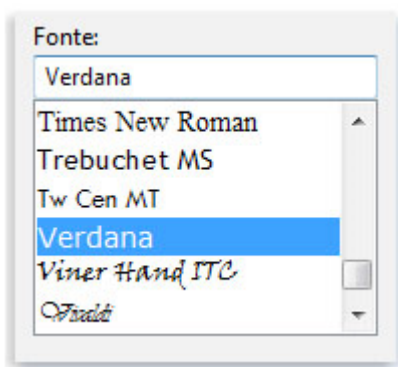 Fonte:
Verdana
Times New Roman
Trebuchet MS
Tw Cen MT
Verdana
Viner Hand ITC
Vivaldi